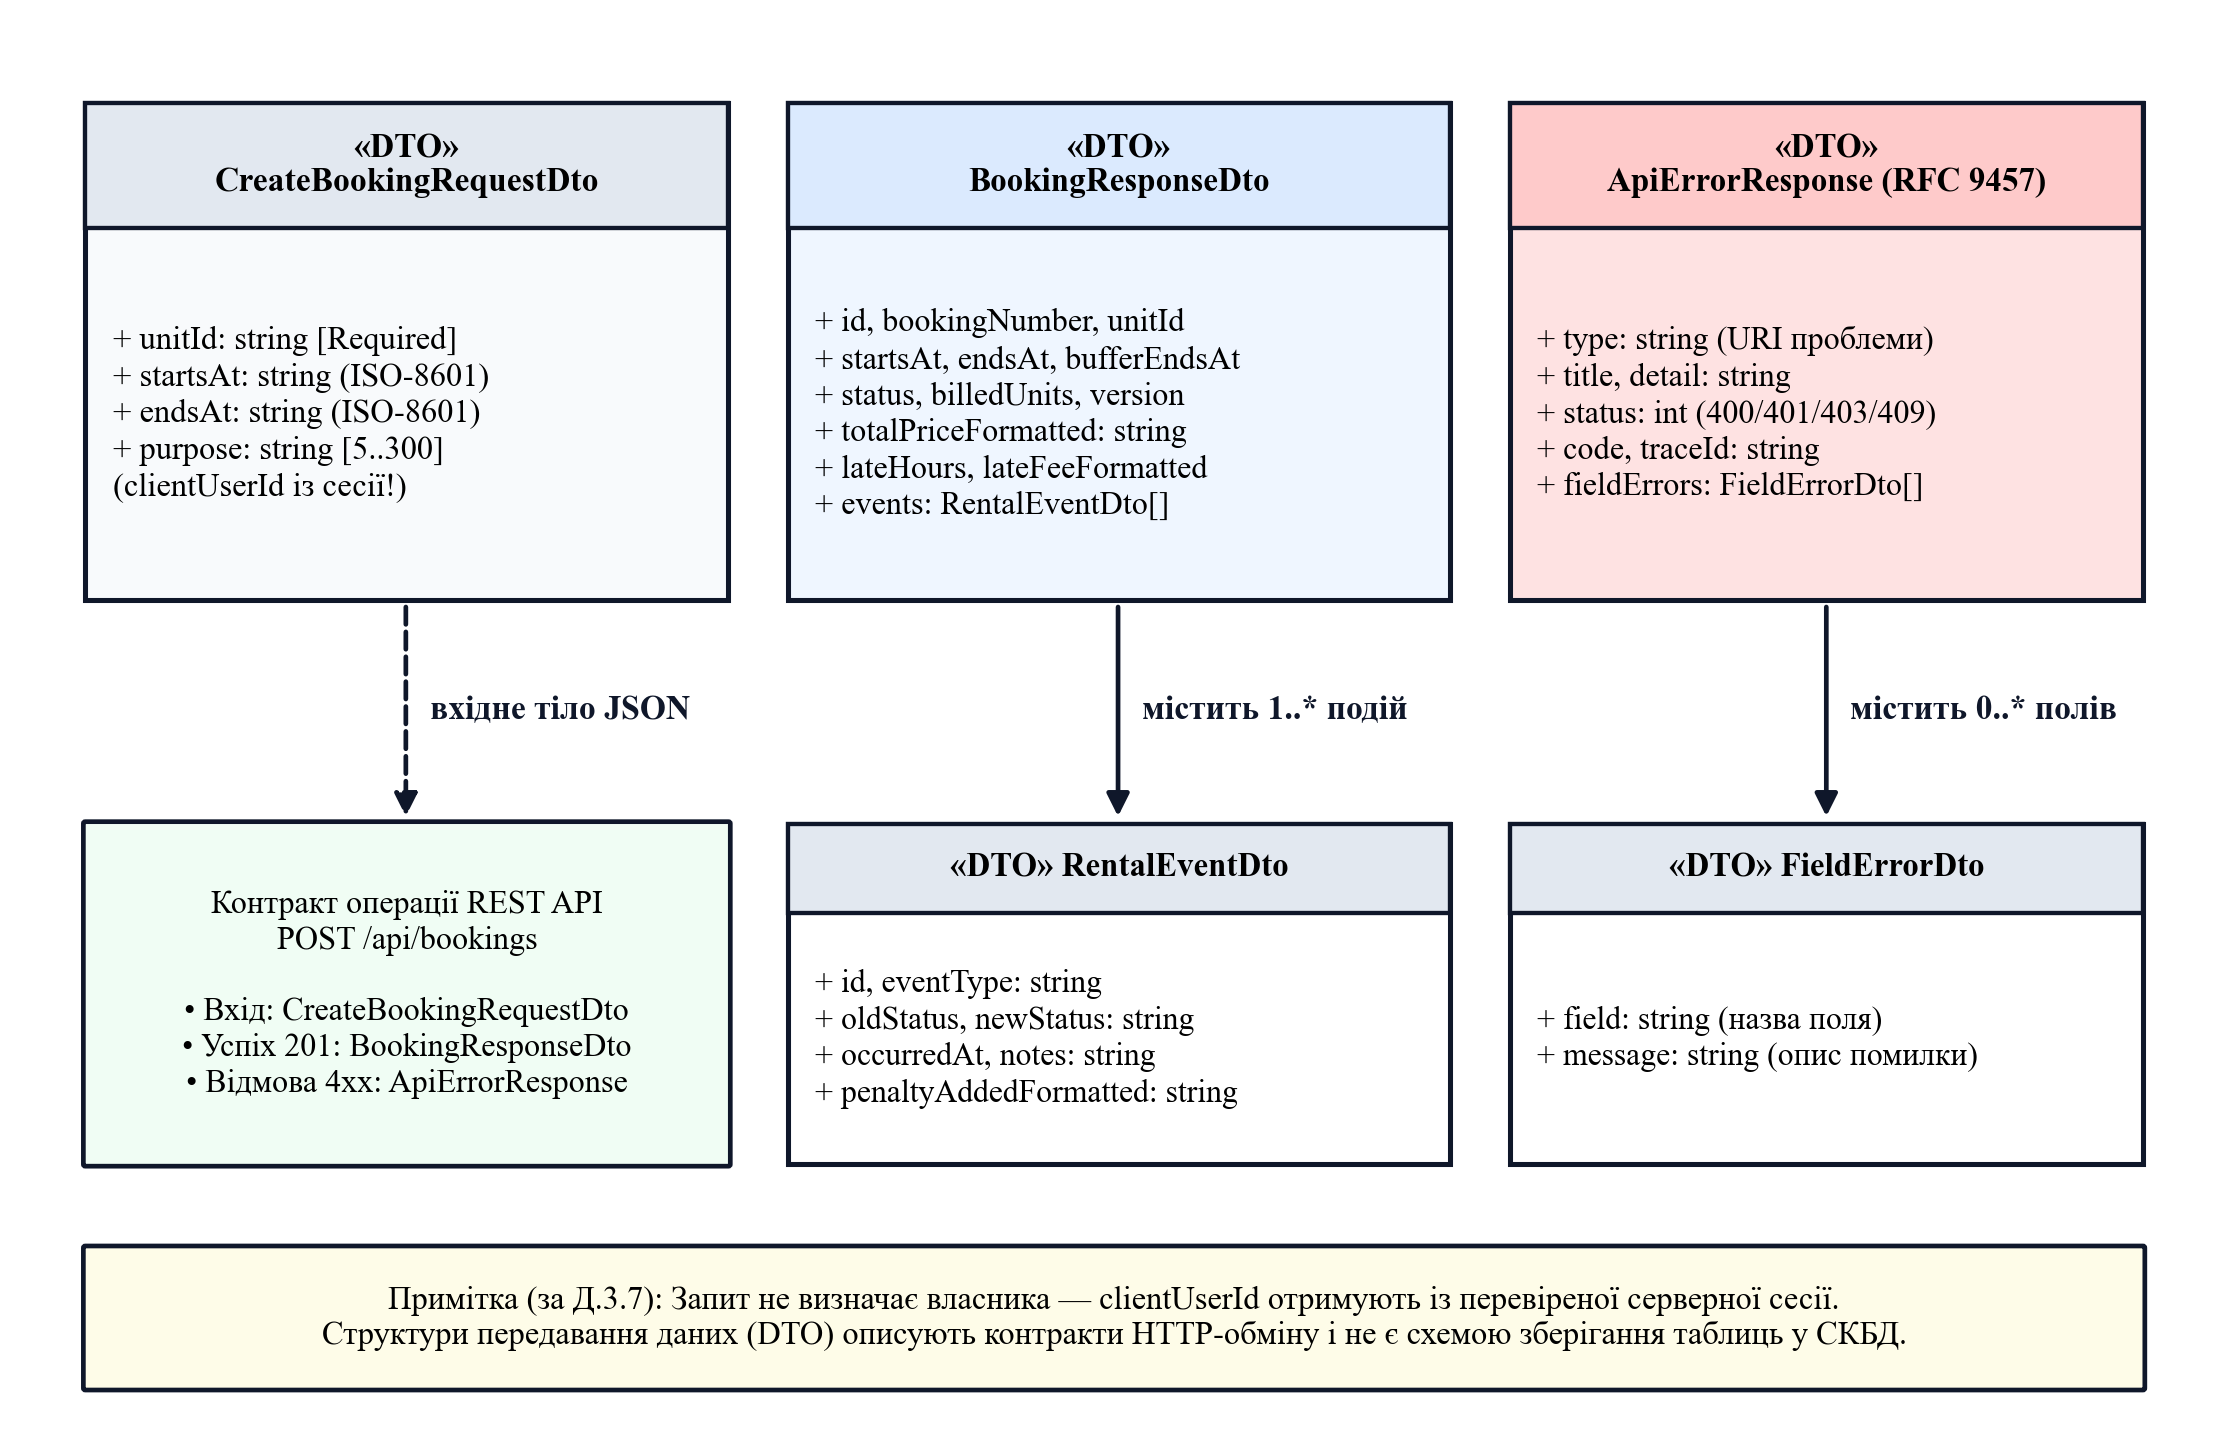 «DTO»
CreateBookingRequestDto
+ unitId: string [Required]
+ startsAt: string (ISO-8601)
+ endsAt: string (ISO-8601)
+ purpose: string [5..300]
(clientUserId із сесії!)
«DTO»
BookingResponseDto
+ id, bookingNumber, unitId
+ startsAt, endsAt, bufferEndsAt
+ status, billedUnits, version
+ totalPriceFormatted: string
+ lateHours, lateFeeFormatted
+ events: RentalEventDto[]
«DTO»
ApiErrorResponse (RFC 9457)
+ type: string (URI проблеми)
+ title, detail: string
+ status: int (400/401/403/409)
+ code, traceId: string
+ fieldErrors: FieldErrorDto[]
вхідне тіло JSON
містить 1..* подій
містить 0..* полів
Контракт операції REST API
POST /api/bookings
• Вхід: CreateBookingRequestDto
• Успіх 201: BookingResponseDto
• Відмова 4xx: ApiErrorResponse
«DTO» RentalEventDto
+ id, eventType: string
+ oldStatus, newStatus: string
+ occurredAt, notes: string
+ penaltyAddedFormatted: string
«DTO» FieldErrorDto
+ field: string (назва поля)
+ message: string (опис помилки)
Примітка (за Д.3.7): Запит не визначає власника — clientUserId отримують із перевіреної серверної сесії.
Структури передавання даних (DTO) описують контракти HTTP-обміну і не є схемою зберігання таблиць у СКБД.